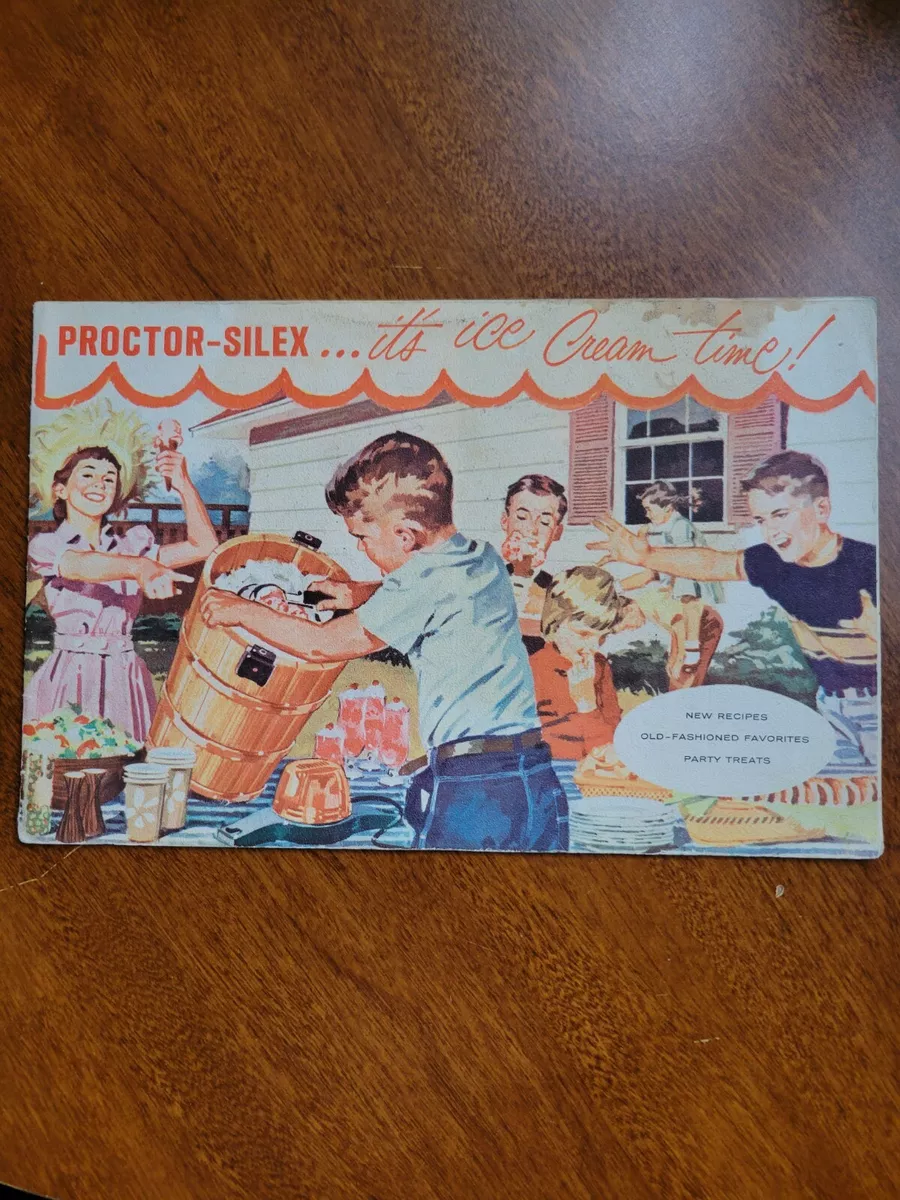 PROCTOR-SILEX ...it's ice Cream time!
NEW RECIPES
OLD-FASHIONED FAVORITES
PARTY TREATS